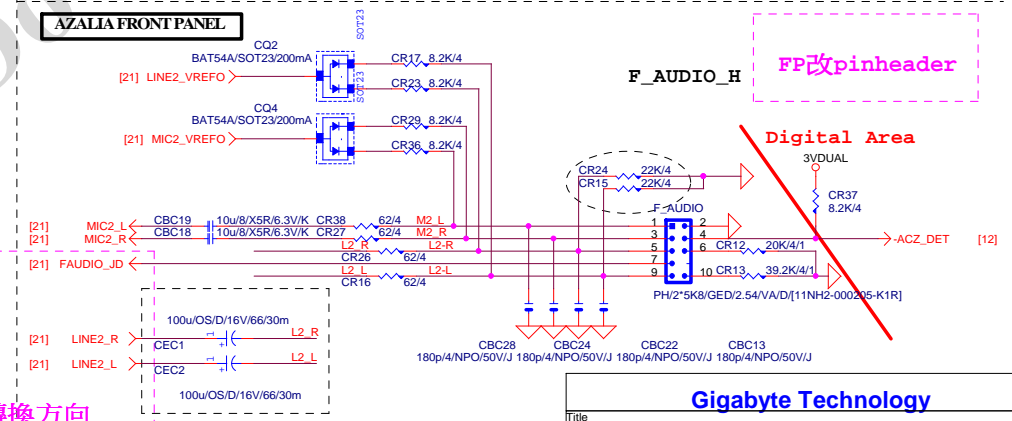 AZALIA FRONT PANEL
SOT23
CQ2
BAT54A/SOT23/200mA
CR17 8.2K/4
[21] LINE2_VREFO
SOT23
CR23 8.2K/4
F_AUDIO_H
FP改pinheader
CQ4
BAT54A/SOT23/200mA
CR29 8.2K/4
[21] MIC2_VREFO
CR36 8.2K/4
Digital Area
3VDUAL
CR24 22K/4
CR15 22K/4
CR37
8.2K/4
F_AUDIO
[21] MIC2_L CBC19 10u/8/X5R/6.3V/K CR38 62/4 M2_L 1 2
[21] MIC2_R CBC18 10u/8/X5R/6.3V/K CR27 62/4 M2_R 3 4 -ACZ_DET [12]
L2_R L2-R 5 6 CR12 20K/4/1
[21] FAUDIO_JD CR26 62/4 7
L2_L L2-L 9 10 CR13 39.2K/4/1
CR16 62/4
PH/2*5K8/GED/2.54/VA/D/[11NH2-000205-K1R]
100u/OS/D/16V/66/30m
[21] LINE2_R 1 L2_R
CEC1
[21] LINE2_L 1 L2_L
CEC2
100u/OS/D/16V/66/30m
CBC28 CBC24 CBC22 CBC13
180p/4/NPO/50V/J 180p/4/NPO/50V/J 180p/4/NPO/50V/J 180p/4/NPO/50V/J
Gigabyte Technology
Title
換方向